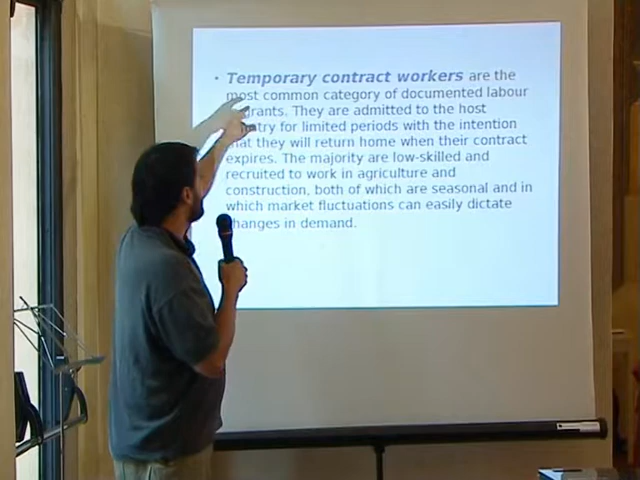 • Temporary contract workers are the
most common category of documented labour
grants. They are admitted to the host
try for limited periods with the intention
at they will return home when their contract
expires. The majority are low-skilled and
recruited to work in agriculture and
construction, both of which are seasonal and in
which market fluctuations can easily dictate
changes in demand.